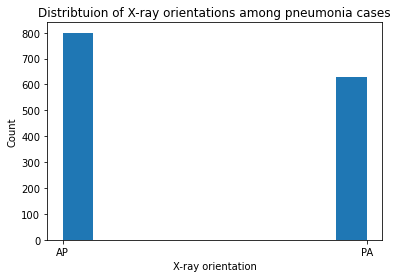 Distribtuion of X-ray orientations among pneumonia cases
800
700
600
500
400
300
200
100
0
Count
AP
PA
X-ray orientation